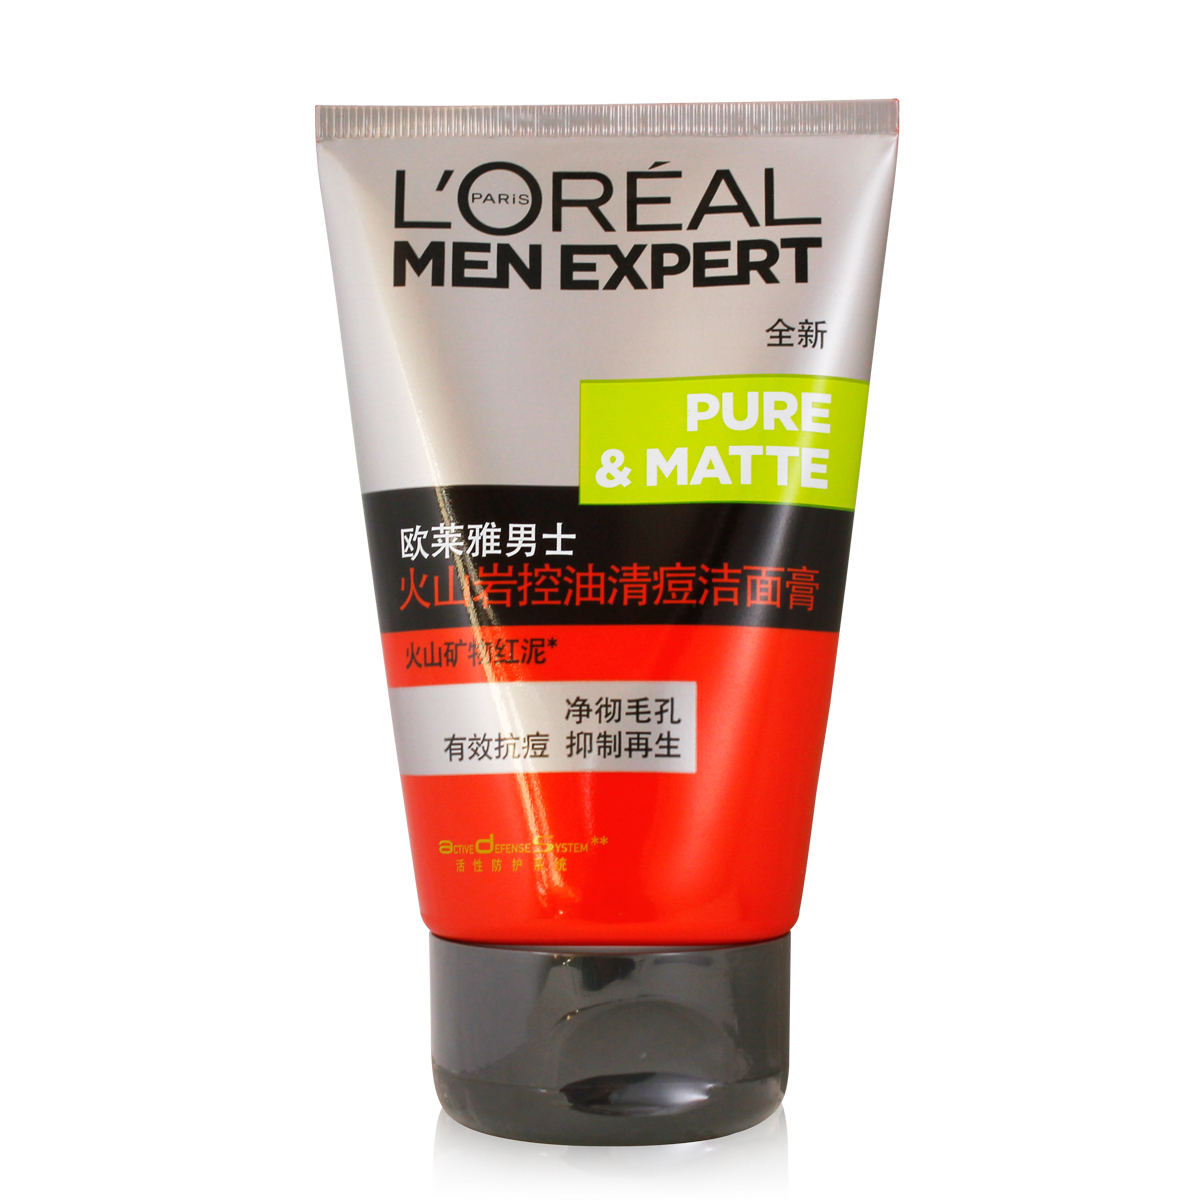 L'ORÉAL
PARiS
MEN EXPERT
全新
PURE
& MATTE
欧莱雅男士
火山岩控油清痘洁面膏
火山矿物红泥*
净彻毛孔
有效抗痘 抑制再生
aCTIVE dEFENSE SYSTEM**
活性防护系统